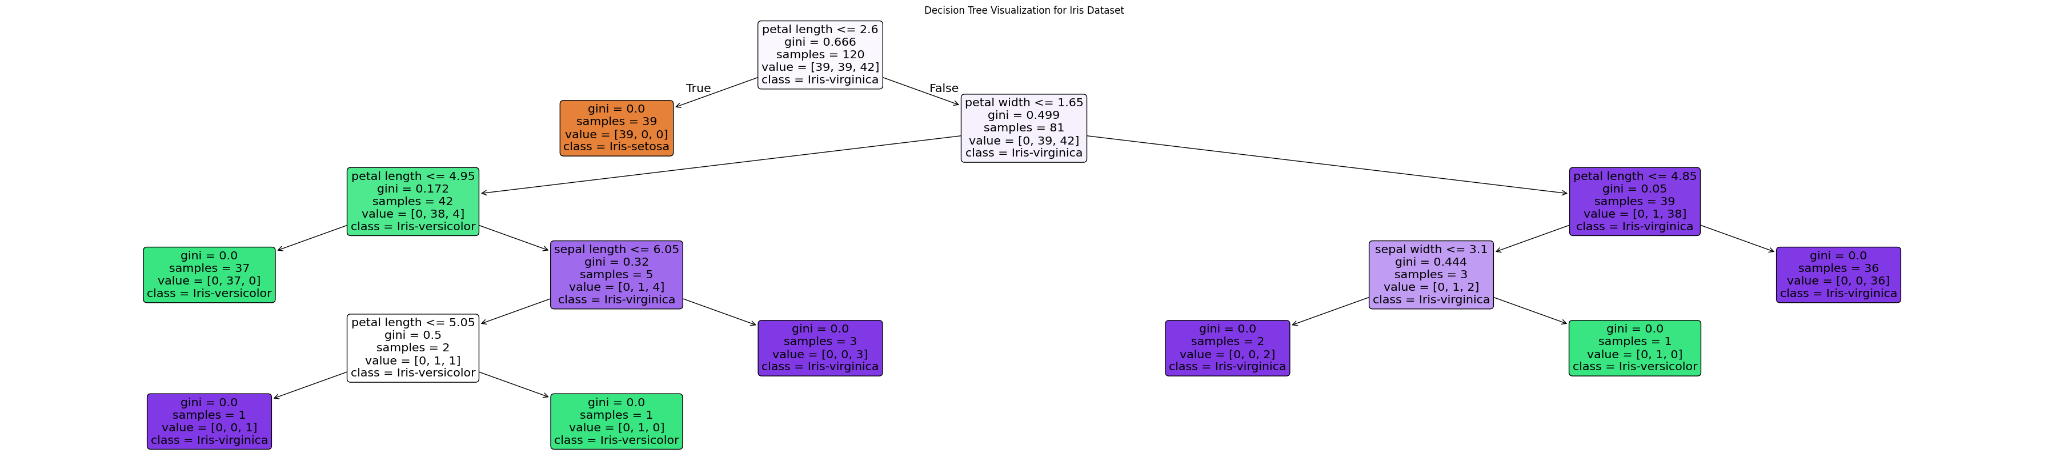 Decision Tree Visualization for Iris Dataset
petal length <= 2.6
gini = 0.666
samples = 120
value = [39, 39, 42]
class = Iris-virginica
True
False
gini = 0.0
samples = 39
value = [39, 0, 0]
class = Iris-setosa
petal width <= 1.65
gini = 0.499
samples = 81
value = [0, 39, 42]
class = Iris-virginica
petal length <= 4.95
gini = 0.172
samples = 42
value = [0, 38, 4]
class = Iris-versicolor
petal length <= 4.85
gini = 0.05
samples = 39
value = [0, 1, 38]
class = Iris-virginica
gini = 0.0
samples = 37
value = [0, 37, 0]
class = Iris-versicolor
sepal length <= 6.05
gini = 0.32
samples = 5
value = [0, 1, 4]
class = Iris-virginica
sepal width <= 3.1
gini = 0.444
samples = 3
value = [0, 1, 2]
class = Iris-virginica
gini = 0.0
samples = 36
value = [0, 0, 36]
class = Iris-virginica
petal length <= 5.05
gini = 0.5
samples = 2
value = [0, 1, 1]
class = Iris-versicolor
gini = 0.0
samples = 3
value = [0, 0, 3]
class = Iris-virginica
gini = 0.0
samples = 2
value = [0, 0, 2]
class = Iris-virginica
gini = 0.0
samples = 1
value = [0, 1, 0]
class = Iris-versicolor
gini = 0.0
samples = 1
value = [0, 0, 1]
class = Iris-virginica
gini = 0.0
samples = 1
value = [0, 1, 0]
class = Iris-versicolor